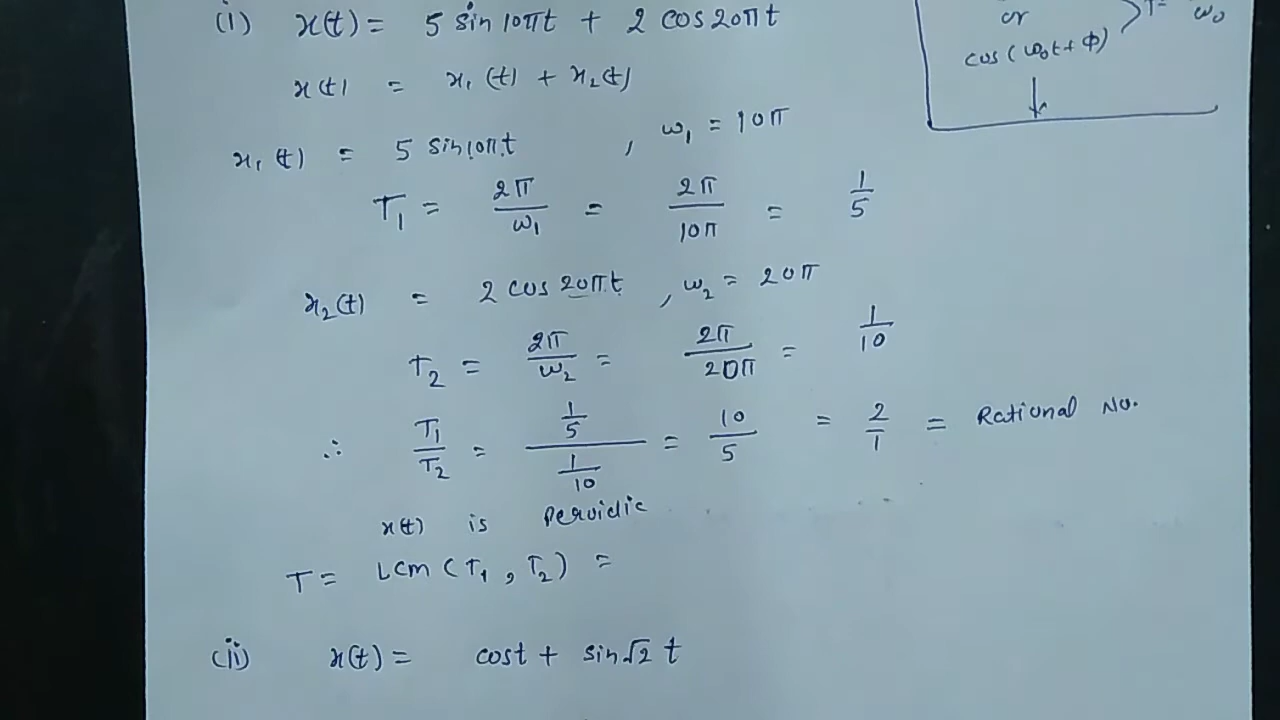 (i) x(t) = 5 sin 10πt + 2 cos 20πt
or
cos(ω₀t + φ) > T = ω₀
x(t) = x₁(t) + x₂(t)
x₁(t) = 5 sin 10πt , ω₁ = 10π
T₁ = 2π/ω₁ = 2π/10π = 1/5
x₂(t) = 2 cos 20πt , ω₂ = 20π
T₂ = 2π/ω₂ = 2π/20π = 1/10
∴ T₁/T₂ = (1/5)/(1/10) = 10/5 = 2/1 = Rational No.
x(t) is Periodic
T = LCM (T₁, T₂) =
(ii) x(t) = cost + sin√2 t